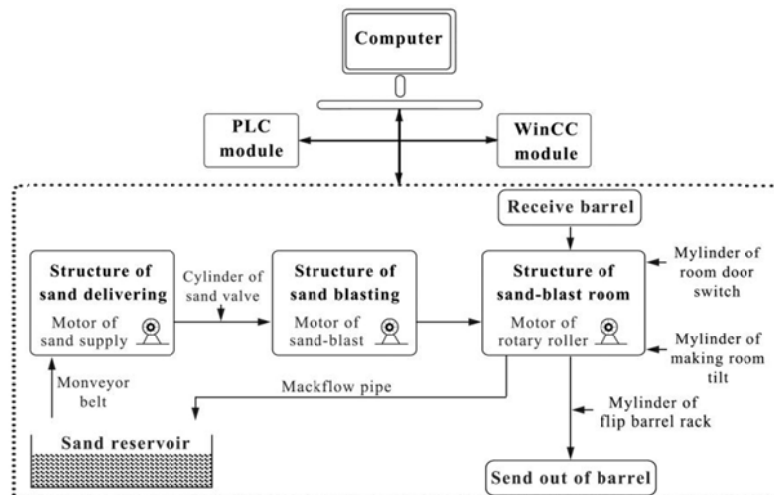 Computer
PLC
module
WinCC
module
Receive barrel
Structure of
sand delivering
Motor of
sand supply
Cylinder of
sand valve
Structure of
sand blasting
Motor of
sand-blast
Structure of
sand-blast room
Motor of
rotary roller
Mylinder of
room door
switch
Mylinder of
making room
tilt
Monveyor
belt
Mackflow pipe
Mylinder of
flip barrel rack
Sand reservoir
Send out of barrel